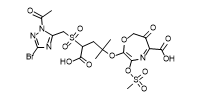 O
O O
N O
N S O
Br N O O N OH
HO O O
O
O S O